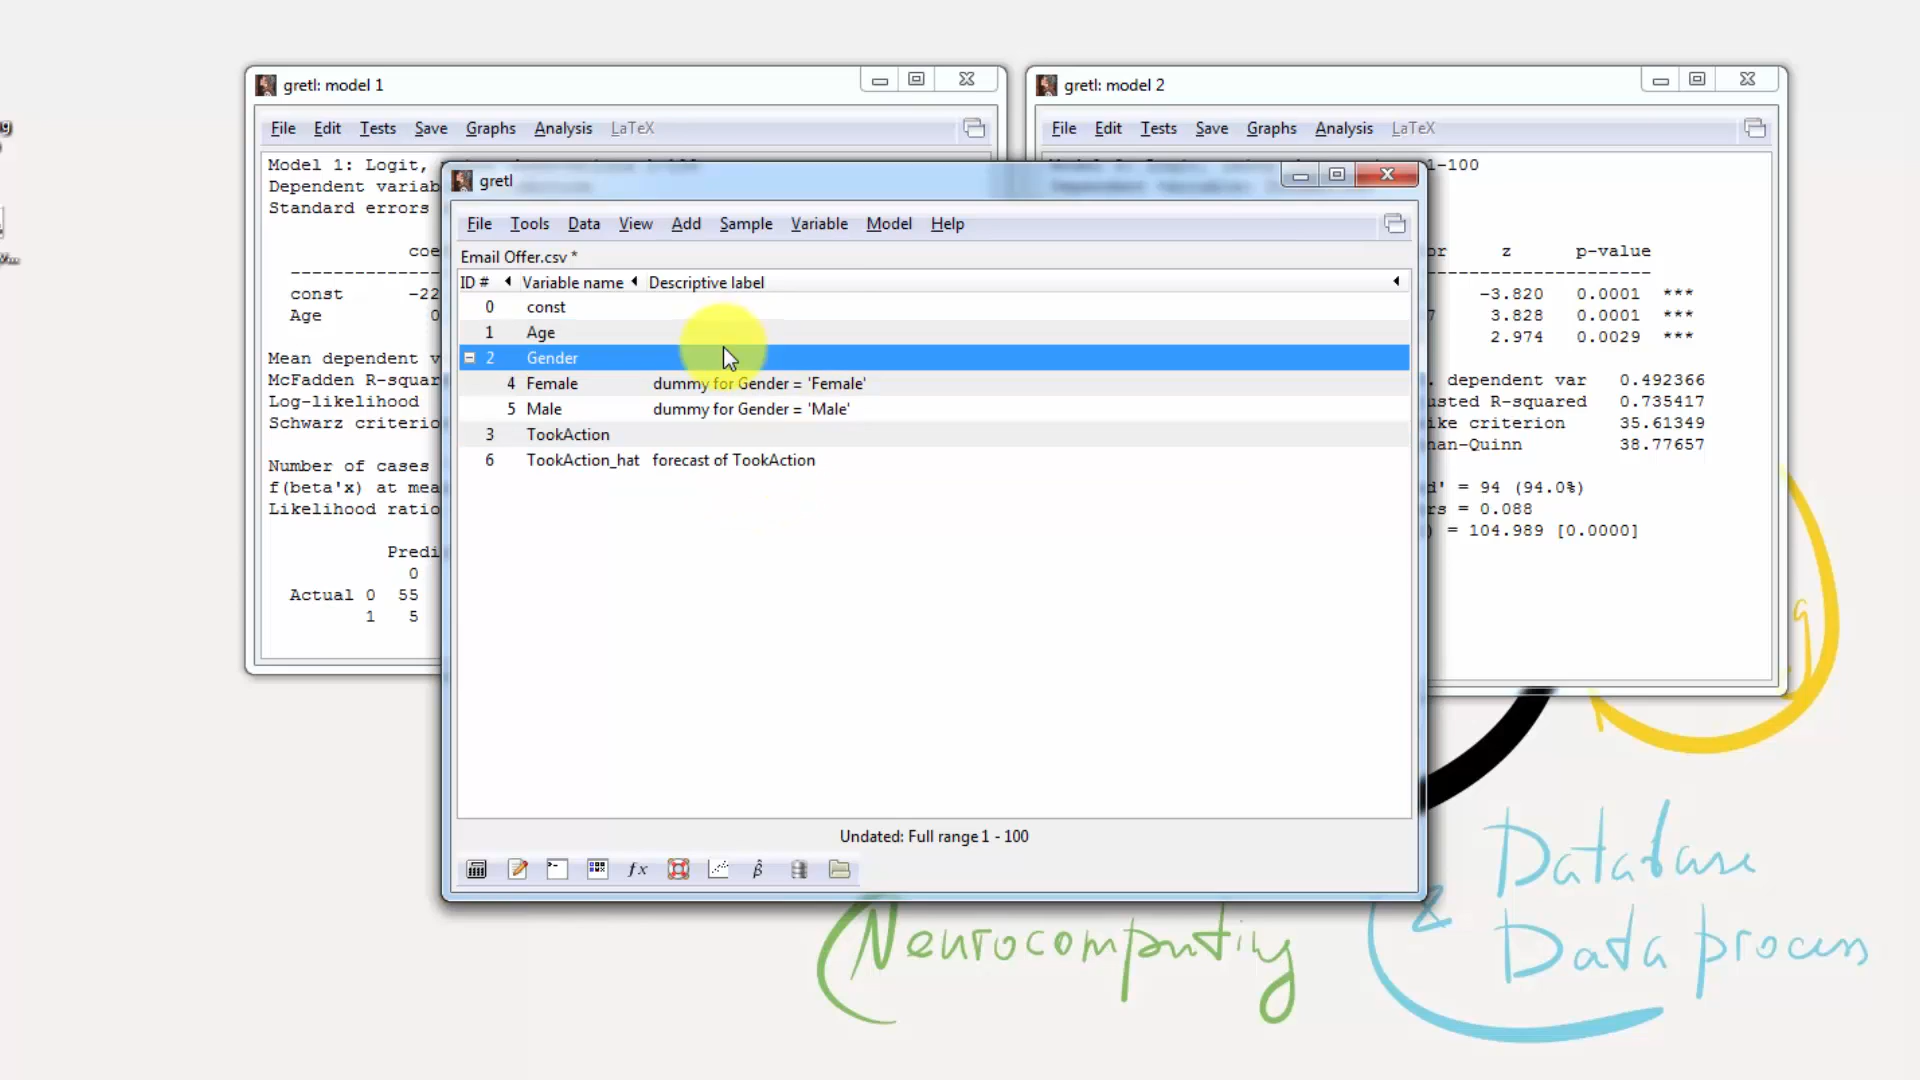 gretl: model 1
File Edit Tests Save Graphs Analysis LaTeX
Model 1: Logit,
Dependent variab
Standard errors
coe
const -22
Age 0
Mean dependent v
McFadden R-squar
Log-likelihood
Schwarz criterio
Number of cases
f(beta'x) at mea
Likelihood ratio
Predi
0
Actual 0 55
1 5
gretl: model 2
File Edit Tests Save Graphs Analysis LaTeX
1-100
or z p-value
-3.820 0.0001 ***
7 3.828 0.0001 ***
2.974 0.0029 ***
. dependent var 0.492366
usted R-squared 0.735417
ike criterion 35.61349
nan-Quinn 38.77657
d' = 94 (94.0%)
rs = 0.088
) = 104.989 [0.0000]
gretl
File Tools Data View Add Sample Variable Model Help
Email Offer.csv *
ID # Variable name Descriptive label
0 const
1 Age
2 Gender
4 Female dummy for Gender = 'Female'
5 Male dummy for Gender = 'Male'
3 TookAction
6 TookAction_hat forecast of TookAction
Undated: Full range 1 - 100
fx β̂
Neurocomputing
Database
& Data process